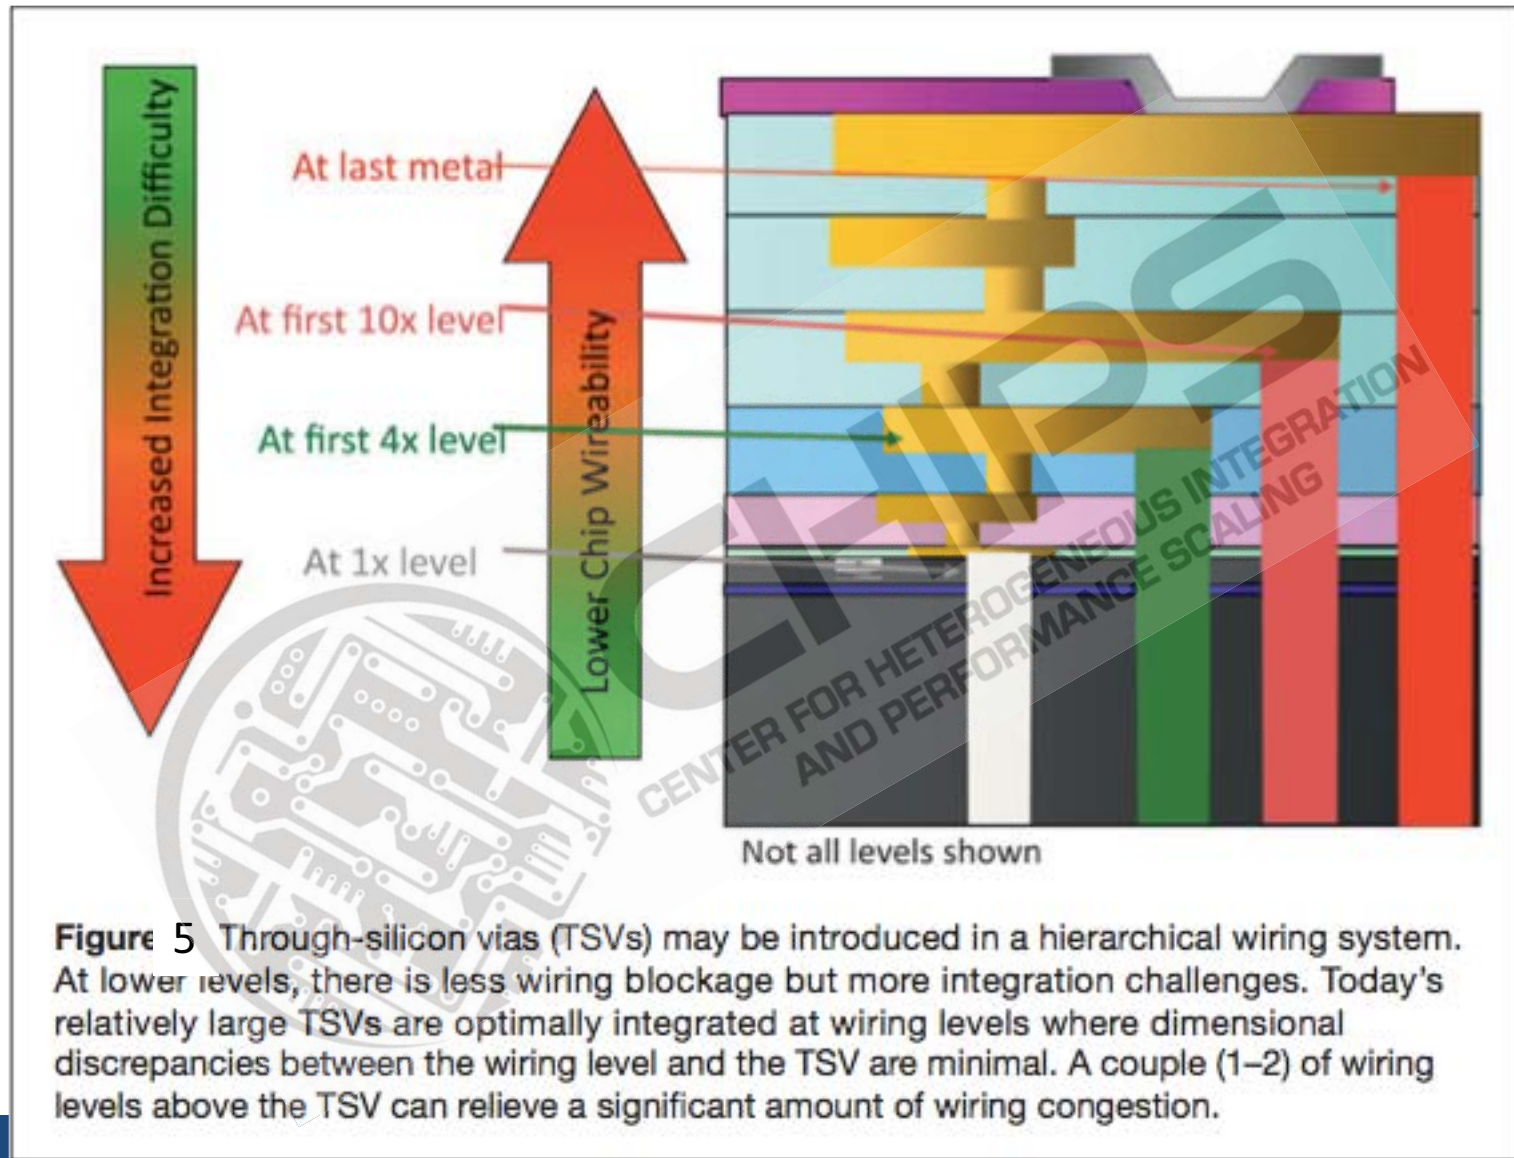 Increased Integration Difficulty
Lower Chip Wireability
At last metal
At first 10x level
At first 4x level
At 1x level
CHIPS
CENTER FOR HETEROGENEOUS INTEGRATION
AND PERFORMANCE SCALING
Not all levels shown
Figure 5 Through-silicon vias (TSVs) may be introduced in a hierarchical wiring system.
At lower levels, there is less wiring blockage but more integration challenges. Today's
relatively large TSVs are optimally integrated at wiring levels where dimensional
discrepancies between the wiring level and the TSV are minimal. A couple (1–2) of wiring
levels above the TSV can relieve a significant amount of wiring congestion.